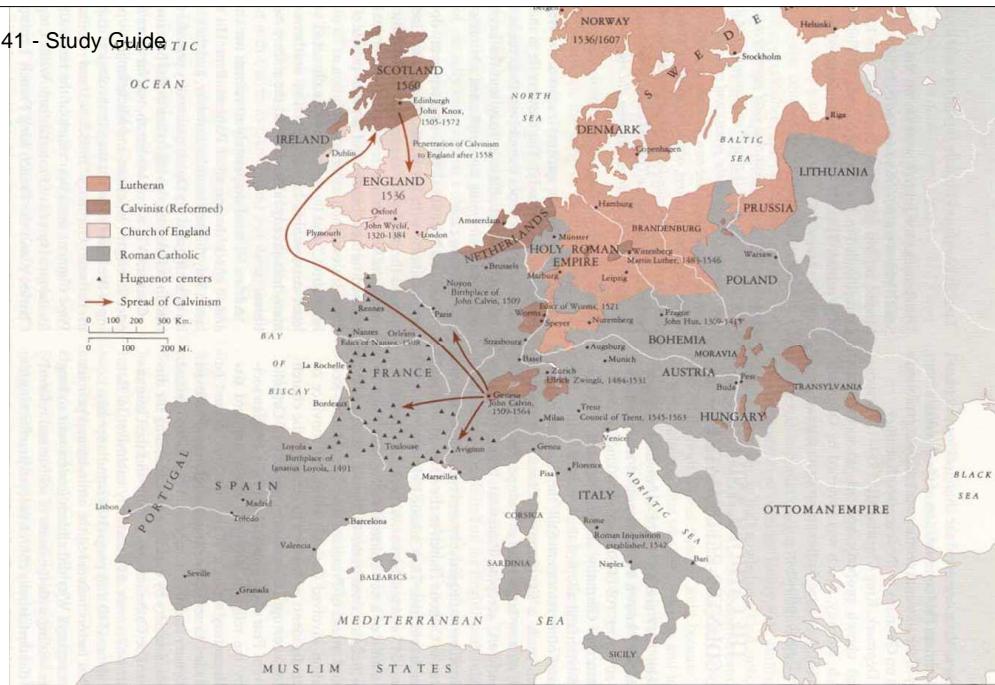 41 - Study Guide
ATLANTIC
OCEAN
NORWAY
1536/1607
SWEDEN
Helsinki
Stockholm
SCOTLAND
1560
Edinburgh
John Knox,
1505-1572
NORTH
SEA
Riga
IRELAND
Dublin
Penetration of Calvinism
to England after 1558
DENMARK
Copenhagen
BALTIC
SEA
LITHUANIA
ENGLAND
1536
Oxford
John Wyclif,
1320-1384
London
Plymouth
Lutheran
Calvinist (Reformed)
Church of England
Roman Catholic
Huguenot centers
Spread of Calvinism
0 100 200 300 Km.
0 100 200 Mi.
Amsterdam
NETHERLANDS
Hamburg
PRUSSIA
BRANDENBURG
Münster
HOLY ROMAN
EMPIRE
Wittenberg
Martin Luther, 1483-1546
Warsaw
Brussels
Marburg
Leipzig
POLAND
Noyon
Birthplace of
John Calvin, 1509
Edict of Worms, 1521
Worms
Speyer
Nuremberg
Prague
John Hus, 1369-1415
Rennes
Paris
BAY
OF
BISCAY
Nantes
Orléans
Edict of Nantes, 1598
Strasbourg
BOHEMIA
Augsburg
Munich
MORAVIA
La Rochelle
FRANCE
Basel
Zurich
Ulrich Zwingli, 1484-1531
AUSTRIA
Buda
Pest
TRANSYLVANIA
Geneva
John Calvin,
1509-1564
Bordeaux
Trent
Council of Trent, 1545-1563
HUNGARY
Milan
Venice
Loyola
Birthplace of
Ignatius Loyola, 1491
Toulouse
Avignon
Genoa
Marseilles
Pisa
Florence
PORTUGAL
SPAIN
Madrid
Toledo
Lisbon
Barcelona
CORSICA
ITALY
ADRIATIC
SEA
OTTOMAN EMPIRE
BLACK
SEA
Rome
Roman Inquisition
established, 1542
Valencia
SARDINIA
Naples
Bari
BALEARICS
Seville
Granada
MEDITERRANEAN SEA
SICILY
MUSLIM STATES